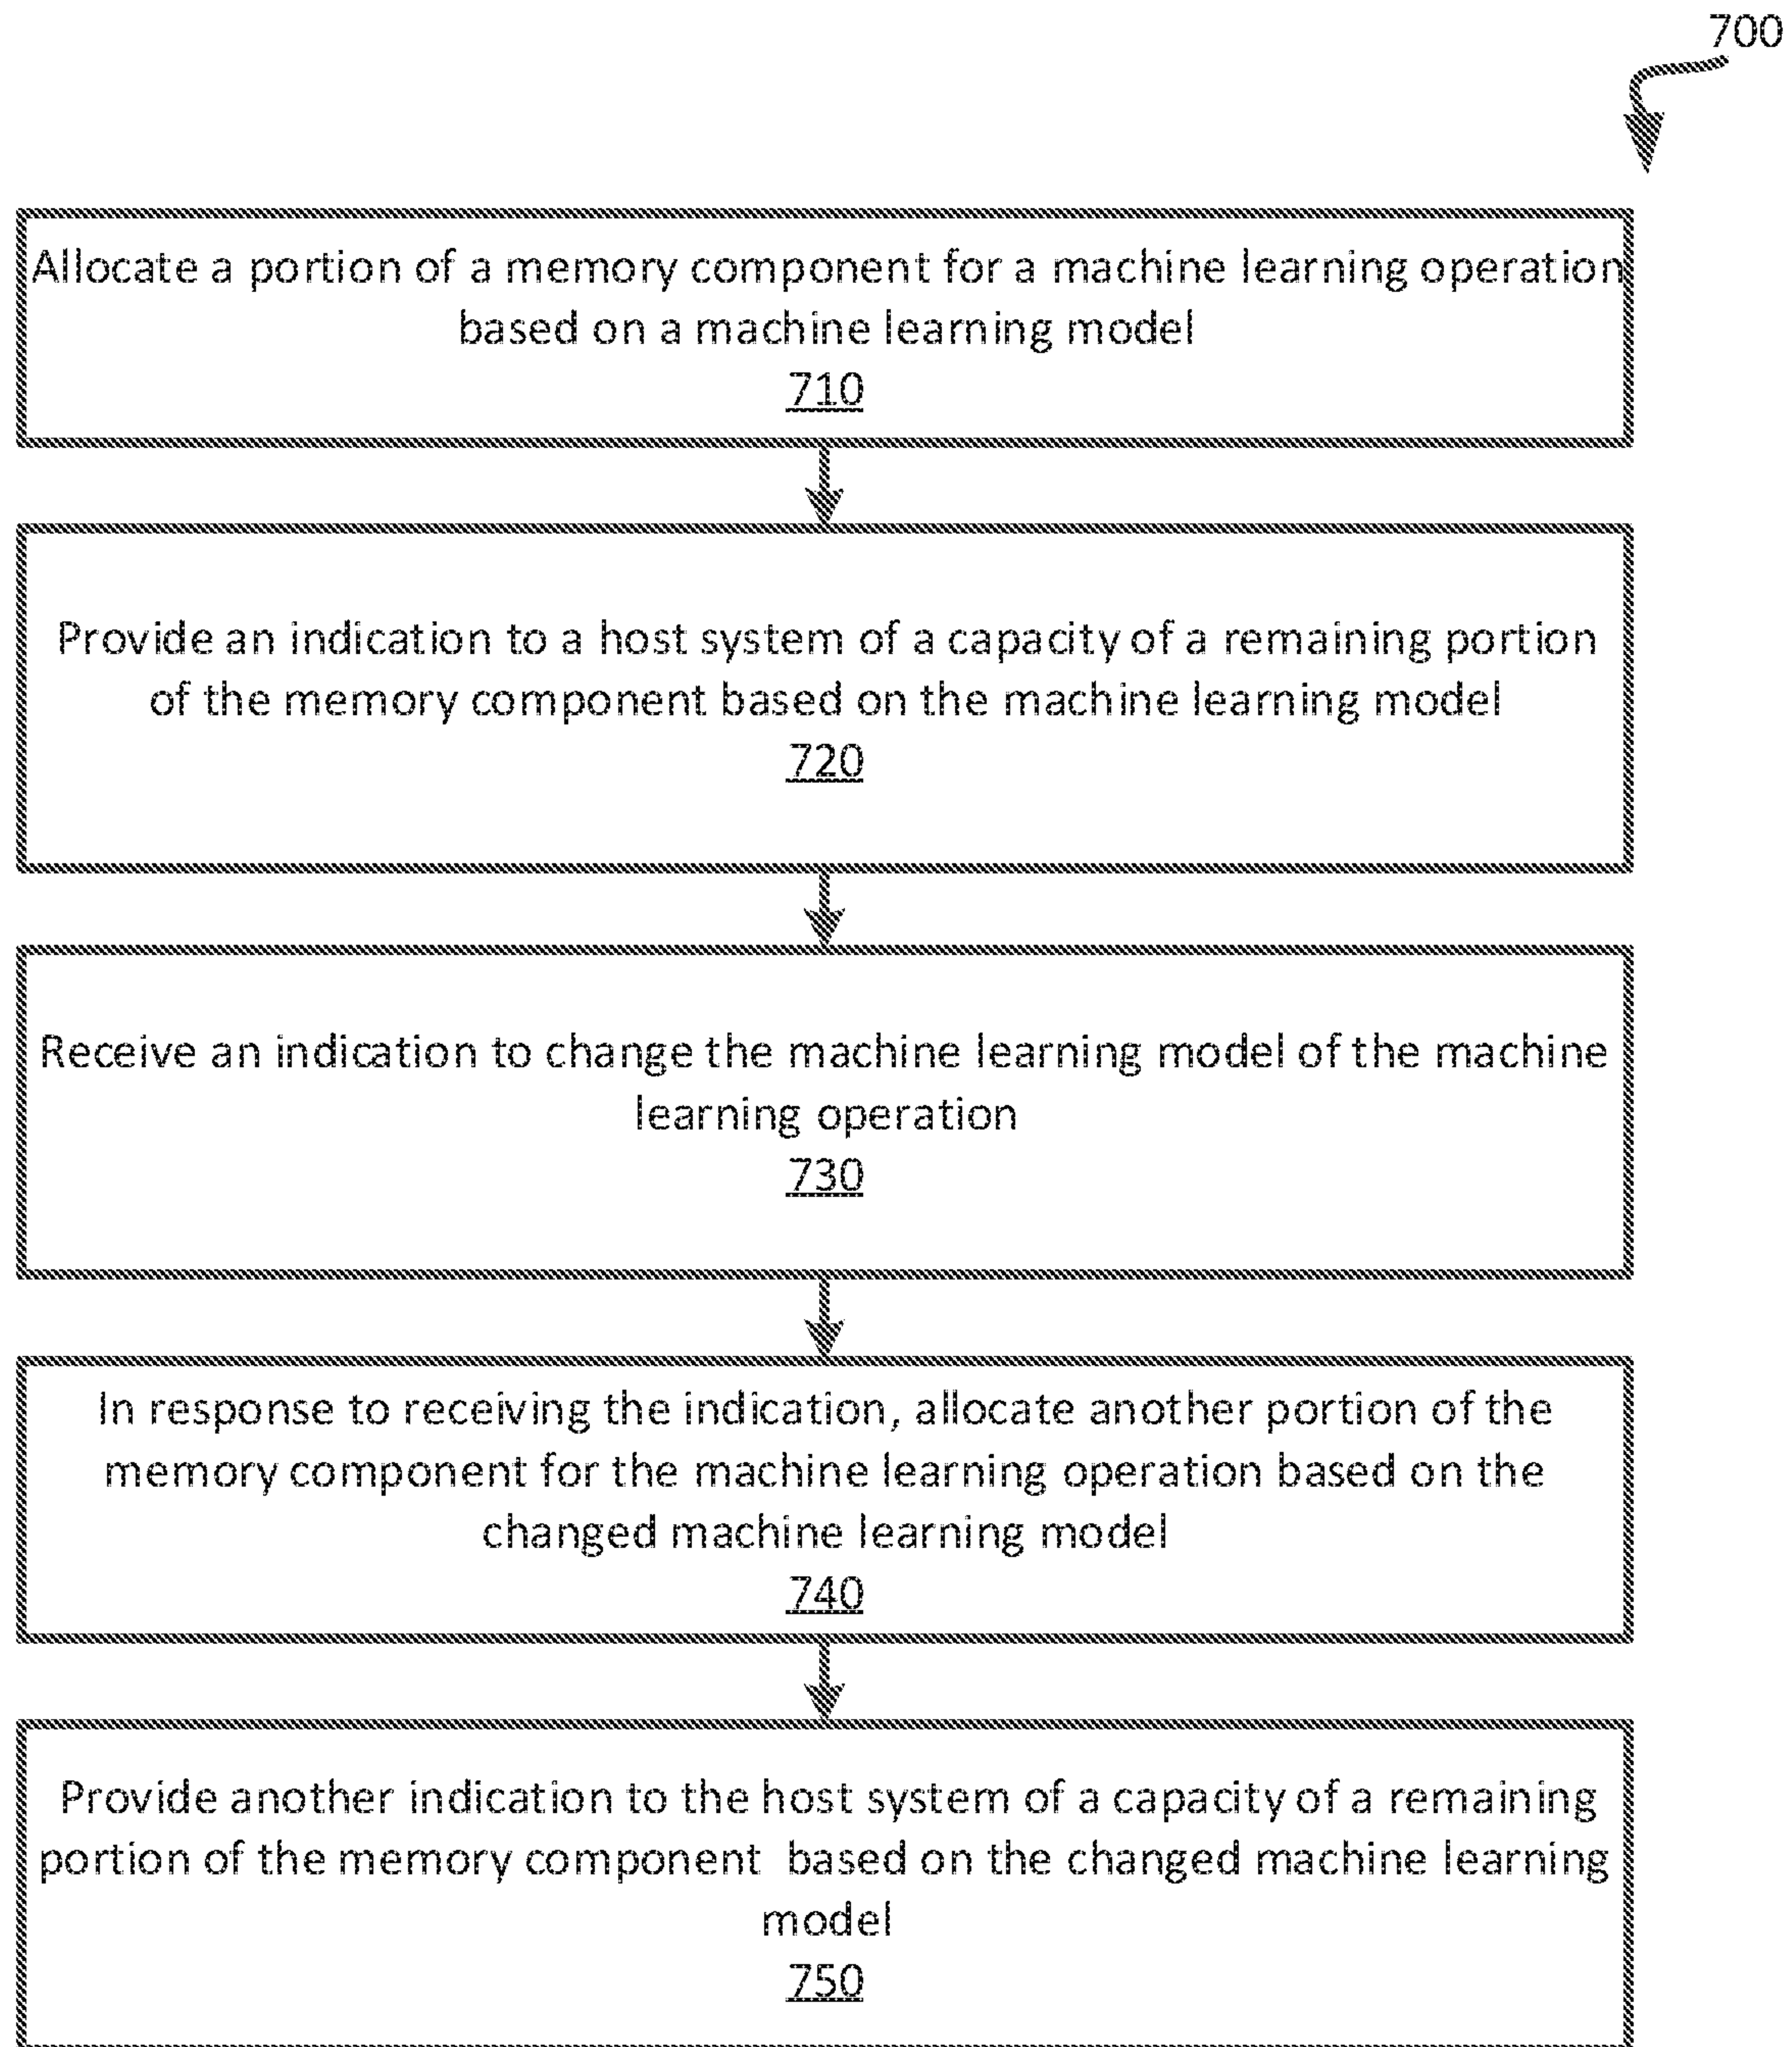 700
Allocate a portion of a memory component for a machine learning operation
based on a machine learning model
710
Provide an indication to a host system of a capacity of a remaining portion
of the memory component based on the machine learning model
720
Receive an indication to change the machine learning model of the machine
learning operation
730
In response to receiving the indication, allocate another portion of the
memory component for the machine learning operation based on the
changed machine learning model
740
Provide another indication to the host system of a capacity of a remaining
portion of the memory component based on the changed machine learning
model
750